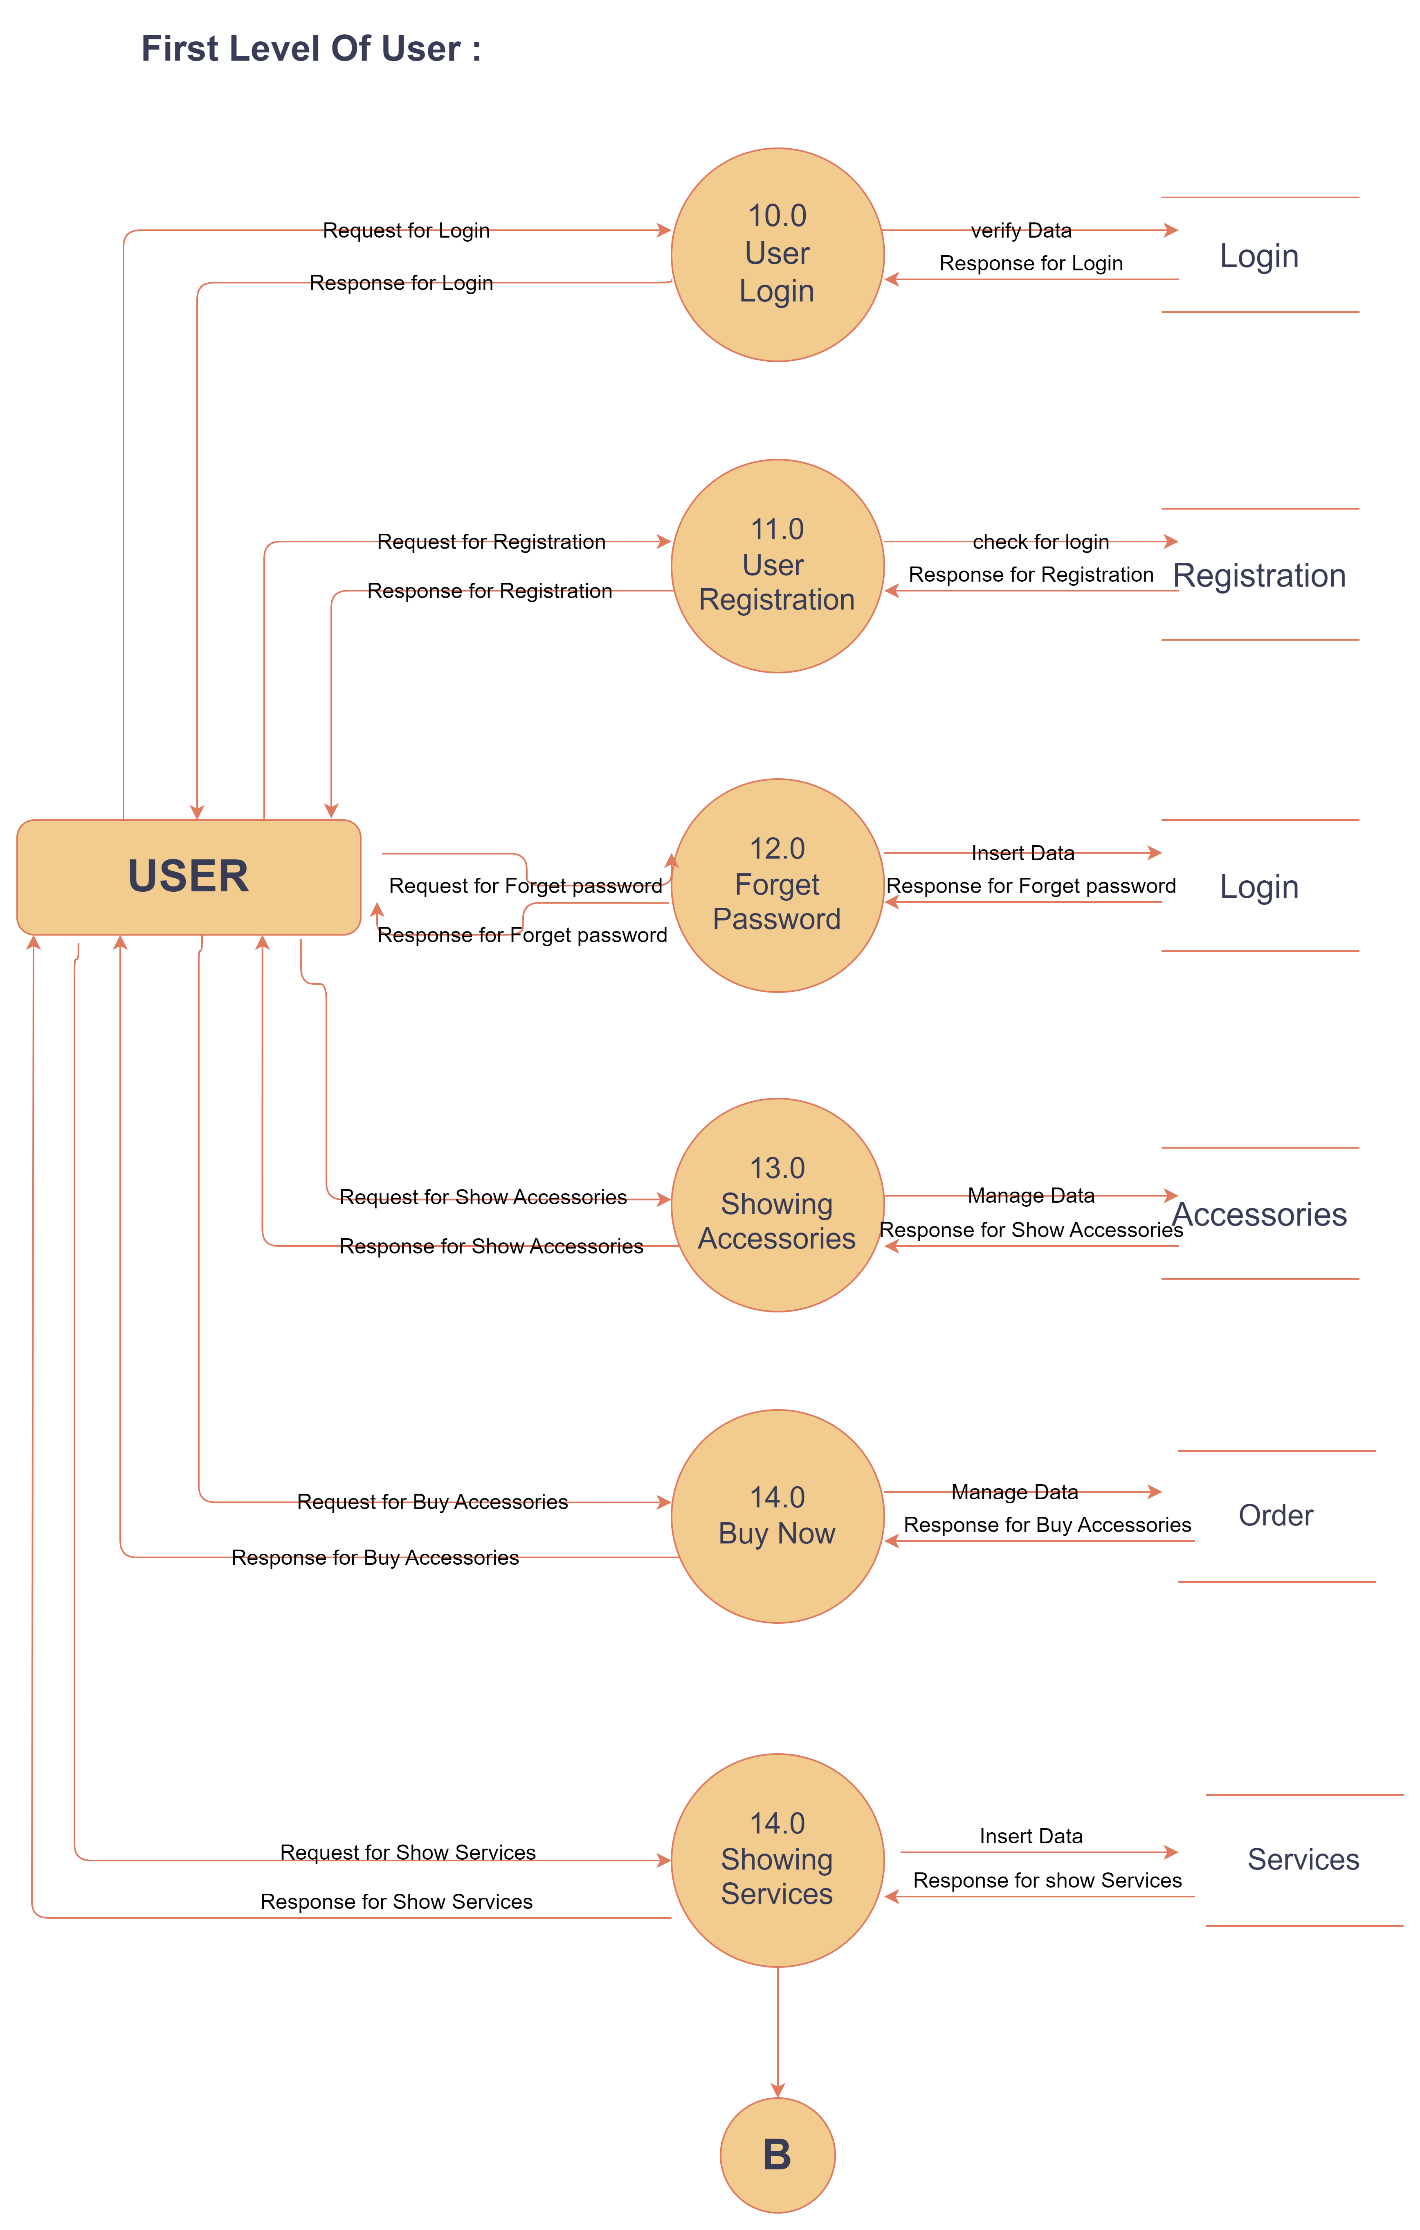 First Level Of User :
10.0
User
Login
Request for Login
Response for Login
verify Data
Response for Login
Login
11.0
User
Registration
Request for Registration
Response for Registration
check for login
Response for Registration
Registration
USER
12.0
Forget
Password
Request for Forget password
Response for Forget password
Insert Data
Response for Forget password
Login
13.0
Showing
Accessories
Request for Show Accessories
Response for Show Accessories
Manage Data
Response for Show Accessories
Accessories
14.0
Buy Now
Request for Buy Accessories
Response for Buy Accessories
Manage Data
Response for Buy Accessories
Order
14.0
Showing
Services
Request for Show Services
Response for Show Services
Insert Data
Response for show Services
Services
B